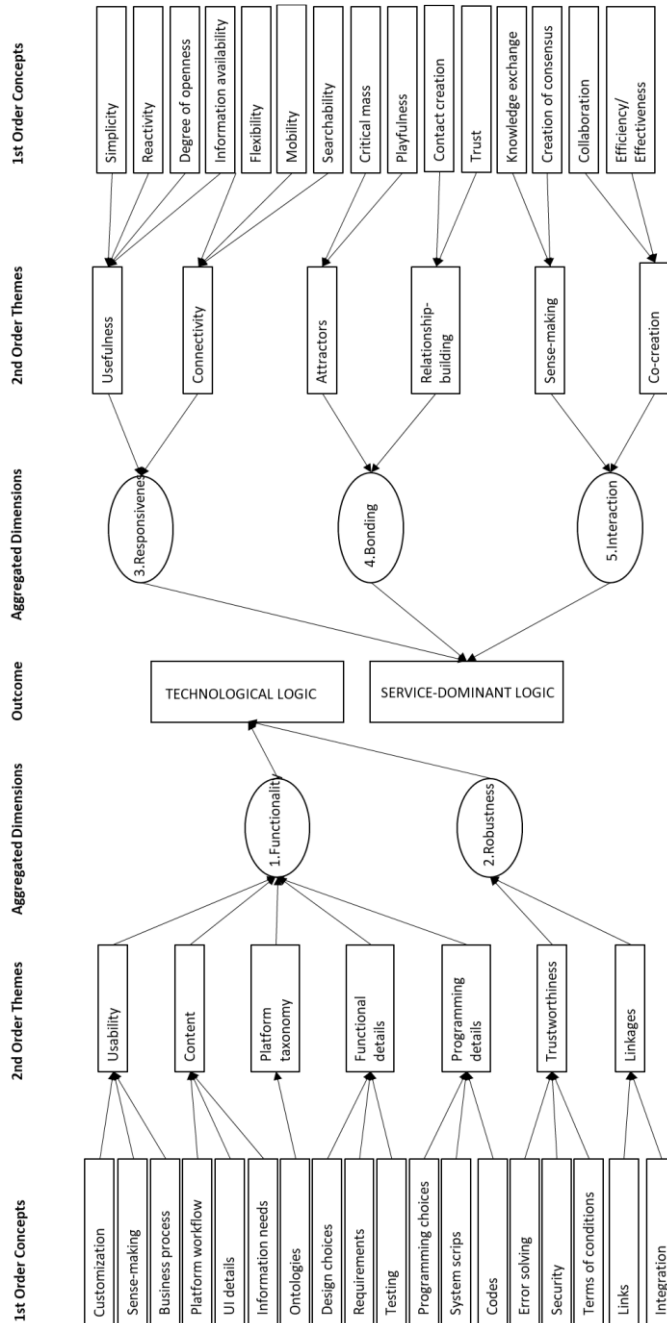 1st Order Concepts
2nd Order Themes
Aggregated Dimensions
Outcome
Aggregated Dimensions
2nd Order Themes
1st Order Concepts
Customization
Sense-making
Business process
Platform workflow
UI details
Information needs
Ontologies
Design choices
Requirements
Testing
Programming choices
System scrips
Codes
Error solving
Security
Terms of conditions
Links
Integration
Usability
Content
Platform
taxonomy
Functional
details
Programming
details
Trustworthiness
Linkages
1.Functionality
2.Robustness
TECHNOLOGICAL LOGIC
SERVICE-DOMINANT LOGIC
3.Responsivenes
4.Bonding
5.Interaction
Usefulness
Connectivity
Attractors
Relationship-
building
Sense-making
Co-creation
Simplicity
Reactivity
Degree of openness
Information availability
Flexibility
Mobility
Searchability
Critical mass
Playfulness
Contact creation
Trust
Knowledge exchange
Creation of consensus
Collaboration
Efficiency/
Effectiveness